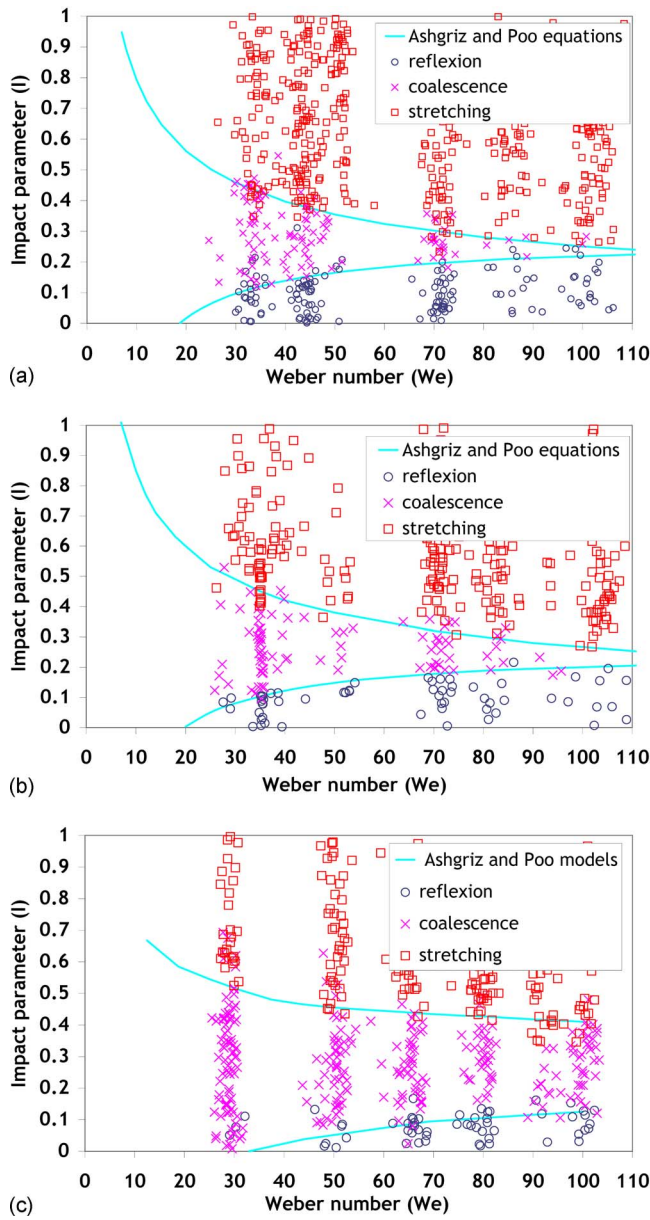 1
0.9
0.8
0.7
0.6
0.5
0.4
0.3
0.2
0.1
0
Impact parameter (I)
Ashgriz and Poo equations
reflexion
coalescence
stretching
0 10 20 30 40 50 60 70 80 90 100 110
Weber number (We)
(a)
1
0.9
0.8
0.7
0.6
0.5
0.4
0.3
0.2
0.1
0
Impact parameter (I)
Ashgriz and Poo equations
reflexion
coalescence
stretching
0 10 20 30 40 50 60 70 80 90 100 110
Weber number (We)
(b)
1
0.9
0.8
0.7
0.6
0.5
0.4
0.3
0.2
0.1
0
Impact parameter (I)
Ashgriz and Poo models
reflexion
coalescence
stretching
0 10 20 30 40 50 60 70 80 90 100 110
Weber number (We)
(c)